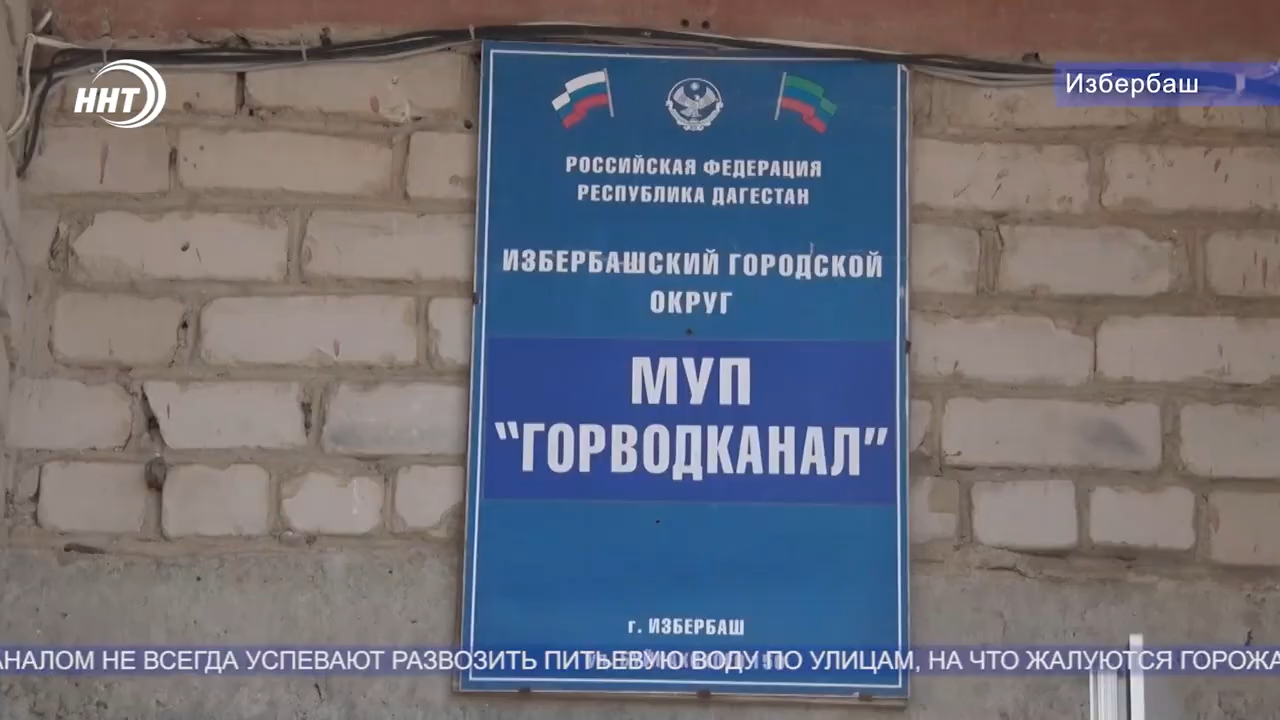 ННТ
Избербаш
РОССИЙСКАЯ ФЕДЕРАЦИЯ
РЕСПУБЛИКА ДАГЕСТАН
ИЗБЕРБАШСКИЙ ГОРОДСКОЙ
ОКРУГ
МУП
“ГОРВОДКАНАЛ”
г. ИЗБЕРБАШ
АНАЛОМ НЕ ВСЕГДА УСПЕВАЮТ РАЗВОЗИТЬ ПИТЬЕВУЮ ВОДУ ПО УЛИЦАМ, НА ЧТО ЖАЛУЮТСЯ ГОРОЖА